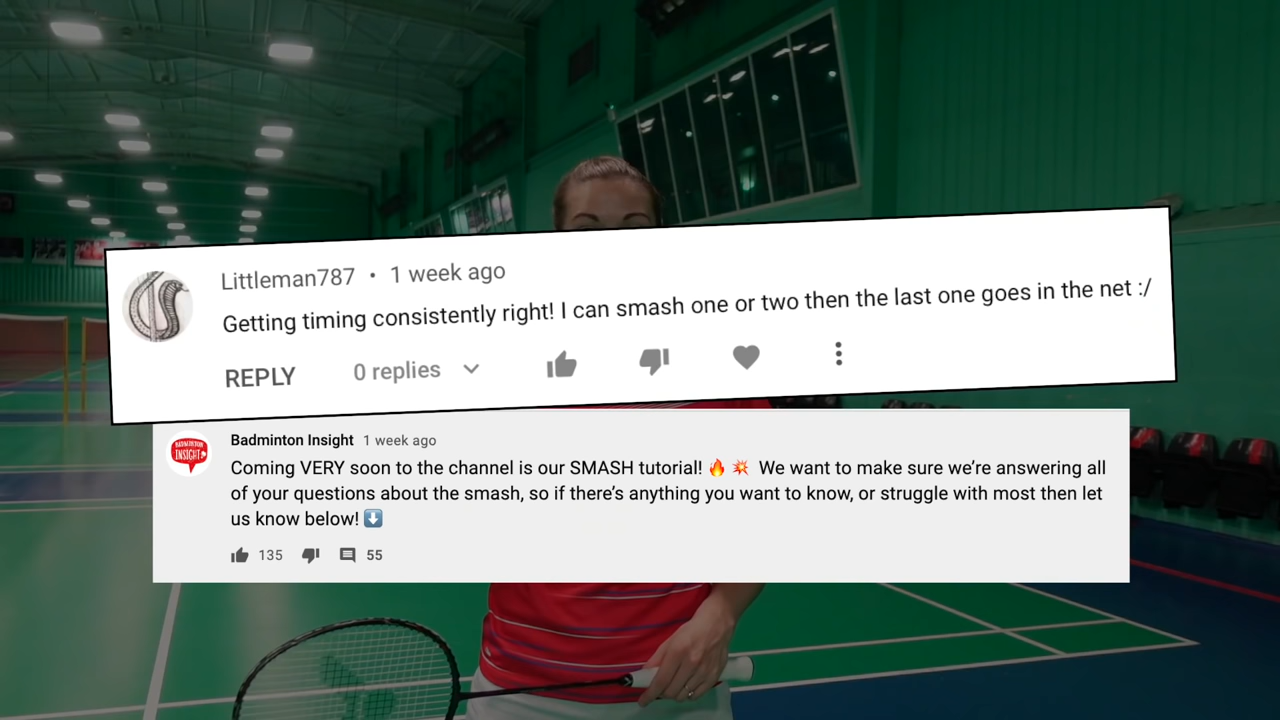 Littleman787 • 1 week ago
Getting timing consistently right! I can smash one or two then the last one goes in the net :/
REPLY 0 replies
BADMINTON
INSIGHT
Badminton Insight 1 week ago
Coming VERY soon to the channel is our SMASH tutorial! 🔥 💥 We want to make sure we’re answering all
of your questions about the smash, so if there’s anything you want to know, or struggle with most then let
us know below! ⬇️
135 55